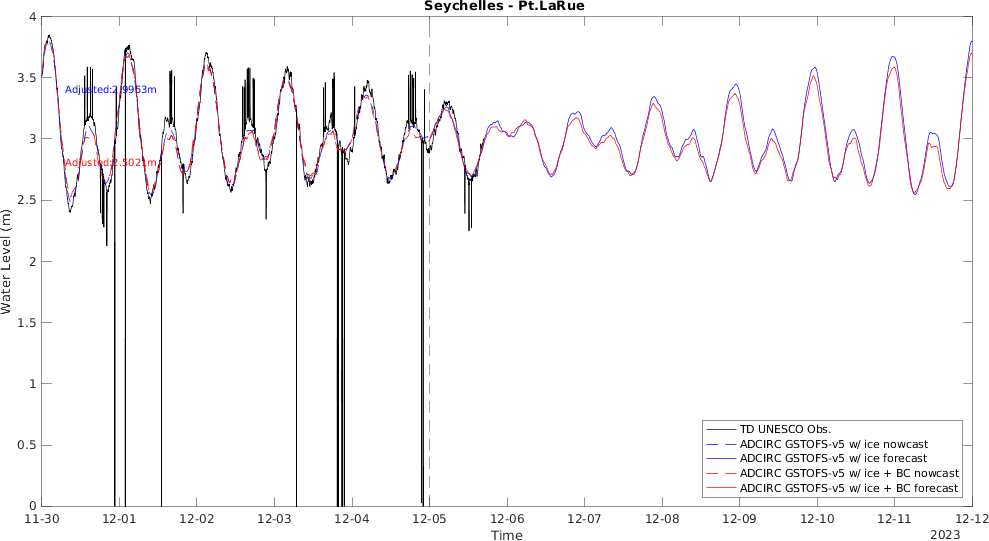 Seychelles - Pt.LaRue
Water Level (m)
4
3.5
3
2.5
2
1.5
1
0.5
0
Adjusted:2.9963m
Adjusted:2.5021m
TD UNESCO Obs.
ADCIRC GSTOFS-v5 w/ ice nowcast
ADCIRC GSTOFS-v5 w/ ice forecast
ADCIRC GSTOFS-v5 w/ ice + BC nowcast
ADCIRC GSTOFS-v5 w/ ice + BC forecast
11-30 12-01 12-02 12-03 12-04 12-05 12-06 12-07 12-08 12-09 12-10 12-11 12-12
Time
2023